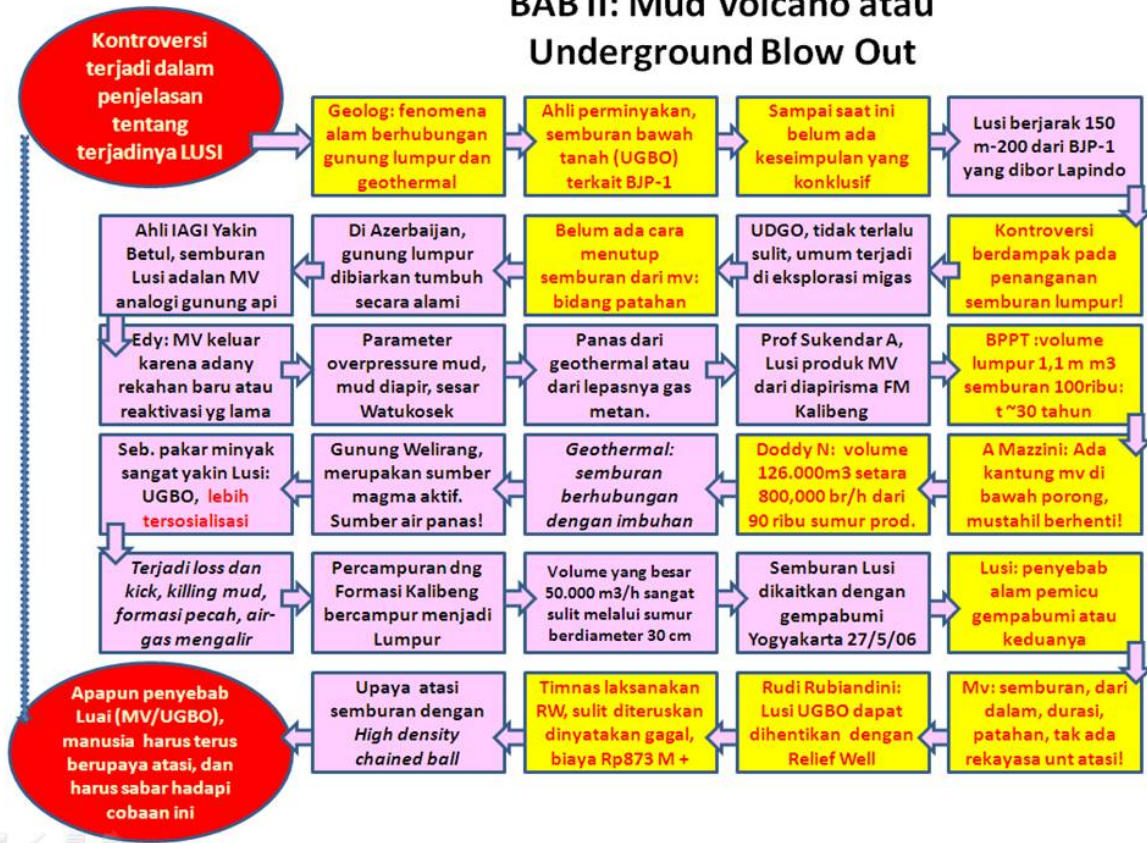 BAB II: Mud Volcano atau
Underground Blow Out
Kontroversi
terjadi dalam
penjelasan
tentang
terjadinya LUSI
Geolog: fenomena
alam berhubungan
gunung lumpur dan
geothermal
Ahli perminyakan,
semburan bawah
tanah (UGBO)
terkait BJP-1
Sampai saat ini
belum ada
keseimpulan yang
konklusif
Lusi berjarak 150
m-200 dari BJP-1
yang dibor Lapindo
Kontroversi
berdampak pada
penanganan
semburan lumpur!
UDGO, tidak terlalu
sulit, umum terjadi
di eksplorasi migas
Belum ada cara
menutup
semburan dari mv:
bidang patahan
Di Azerbaijan,
gunung lumpur
dibiarkan tumbuh
secara alami
Ahli IAGI Yakin
Betul, semburan
Lusi adalan MV
analogi gunung api
Edy: MV keluar
karena adany
rekahan baru atau
reaktivasi yg lama
Parameter
overpressure mud,
mud diapir, sesar
Watukosek
Panas dari
geothermal atau
dari lepasnya gas
metan.
Prof Sukendar A,
Lusi produk MV
dari diapirisma FM
Kalibeng
BPPT :volume
lumpur 1,1 m m3
semburan 100ribu:
t ~30 tahun
A Mazzini: Ada
kantung mv di
bawah porong,
mustahil berhenti!
Doddy N: volume
126.000m3 setara
800,000 br/h dari
90 ribu sumur prod.
Geothermal:
semburan
berhubungan
dengan imbuhan
Gunung Welirang,
merupakan sumber
magma aktif.
Sumber air panas!
Seb. pakar minyak
sangat yakin Lusi:
UGBO, lebih
tersosialisasi
Terjadi loss dan
kick, killing mud,
formasi pecah, air-
gas mengalir
Percampuran dng
Formasi Kalibeng
bercampur menjadi
Lumpur
Volume yang besar
50.000 m3/h sangat
sulit melalui sumur
berdiameter 30 cm
Semburan Lusi
dikaitkan dengan
gempabumi
Yogyakarta 27/5/06
Lusi: penyebab
alam pemicu
gempabumi atau
keduanya
Mv: semburan, dari
dalam, durasi,
patahan, tak ada
rekayasa unt atasi!
Rudi Rubiandini:
Lusi UGBO dapat
dihentikan dengan
Relief Well
Timnas laksanakan
RW, sulit diteruskan
dinyatakan gagal,
biaya Rp873 M +
Upaya atasi
semburan dengan
High density
chained ball
Apapun penyebab
Luai (MV/UGBO),
manusia harus terus
berupaya atasi, dan
harus sabar hadapi
cobaan ini